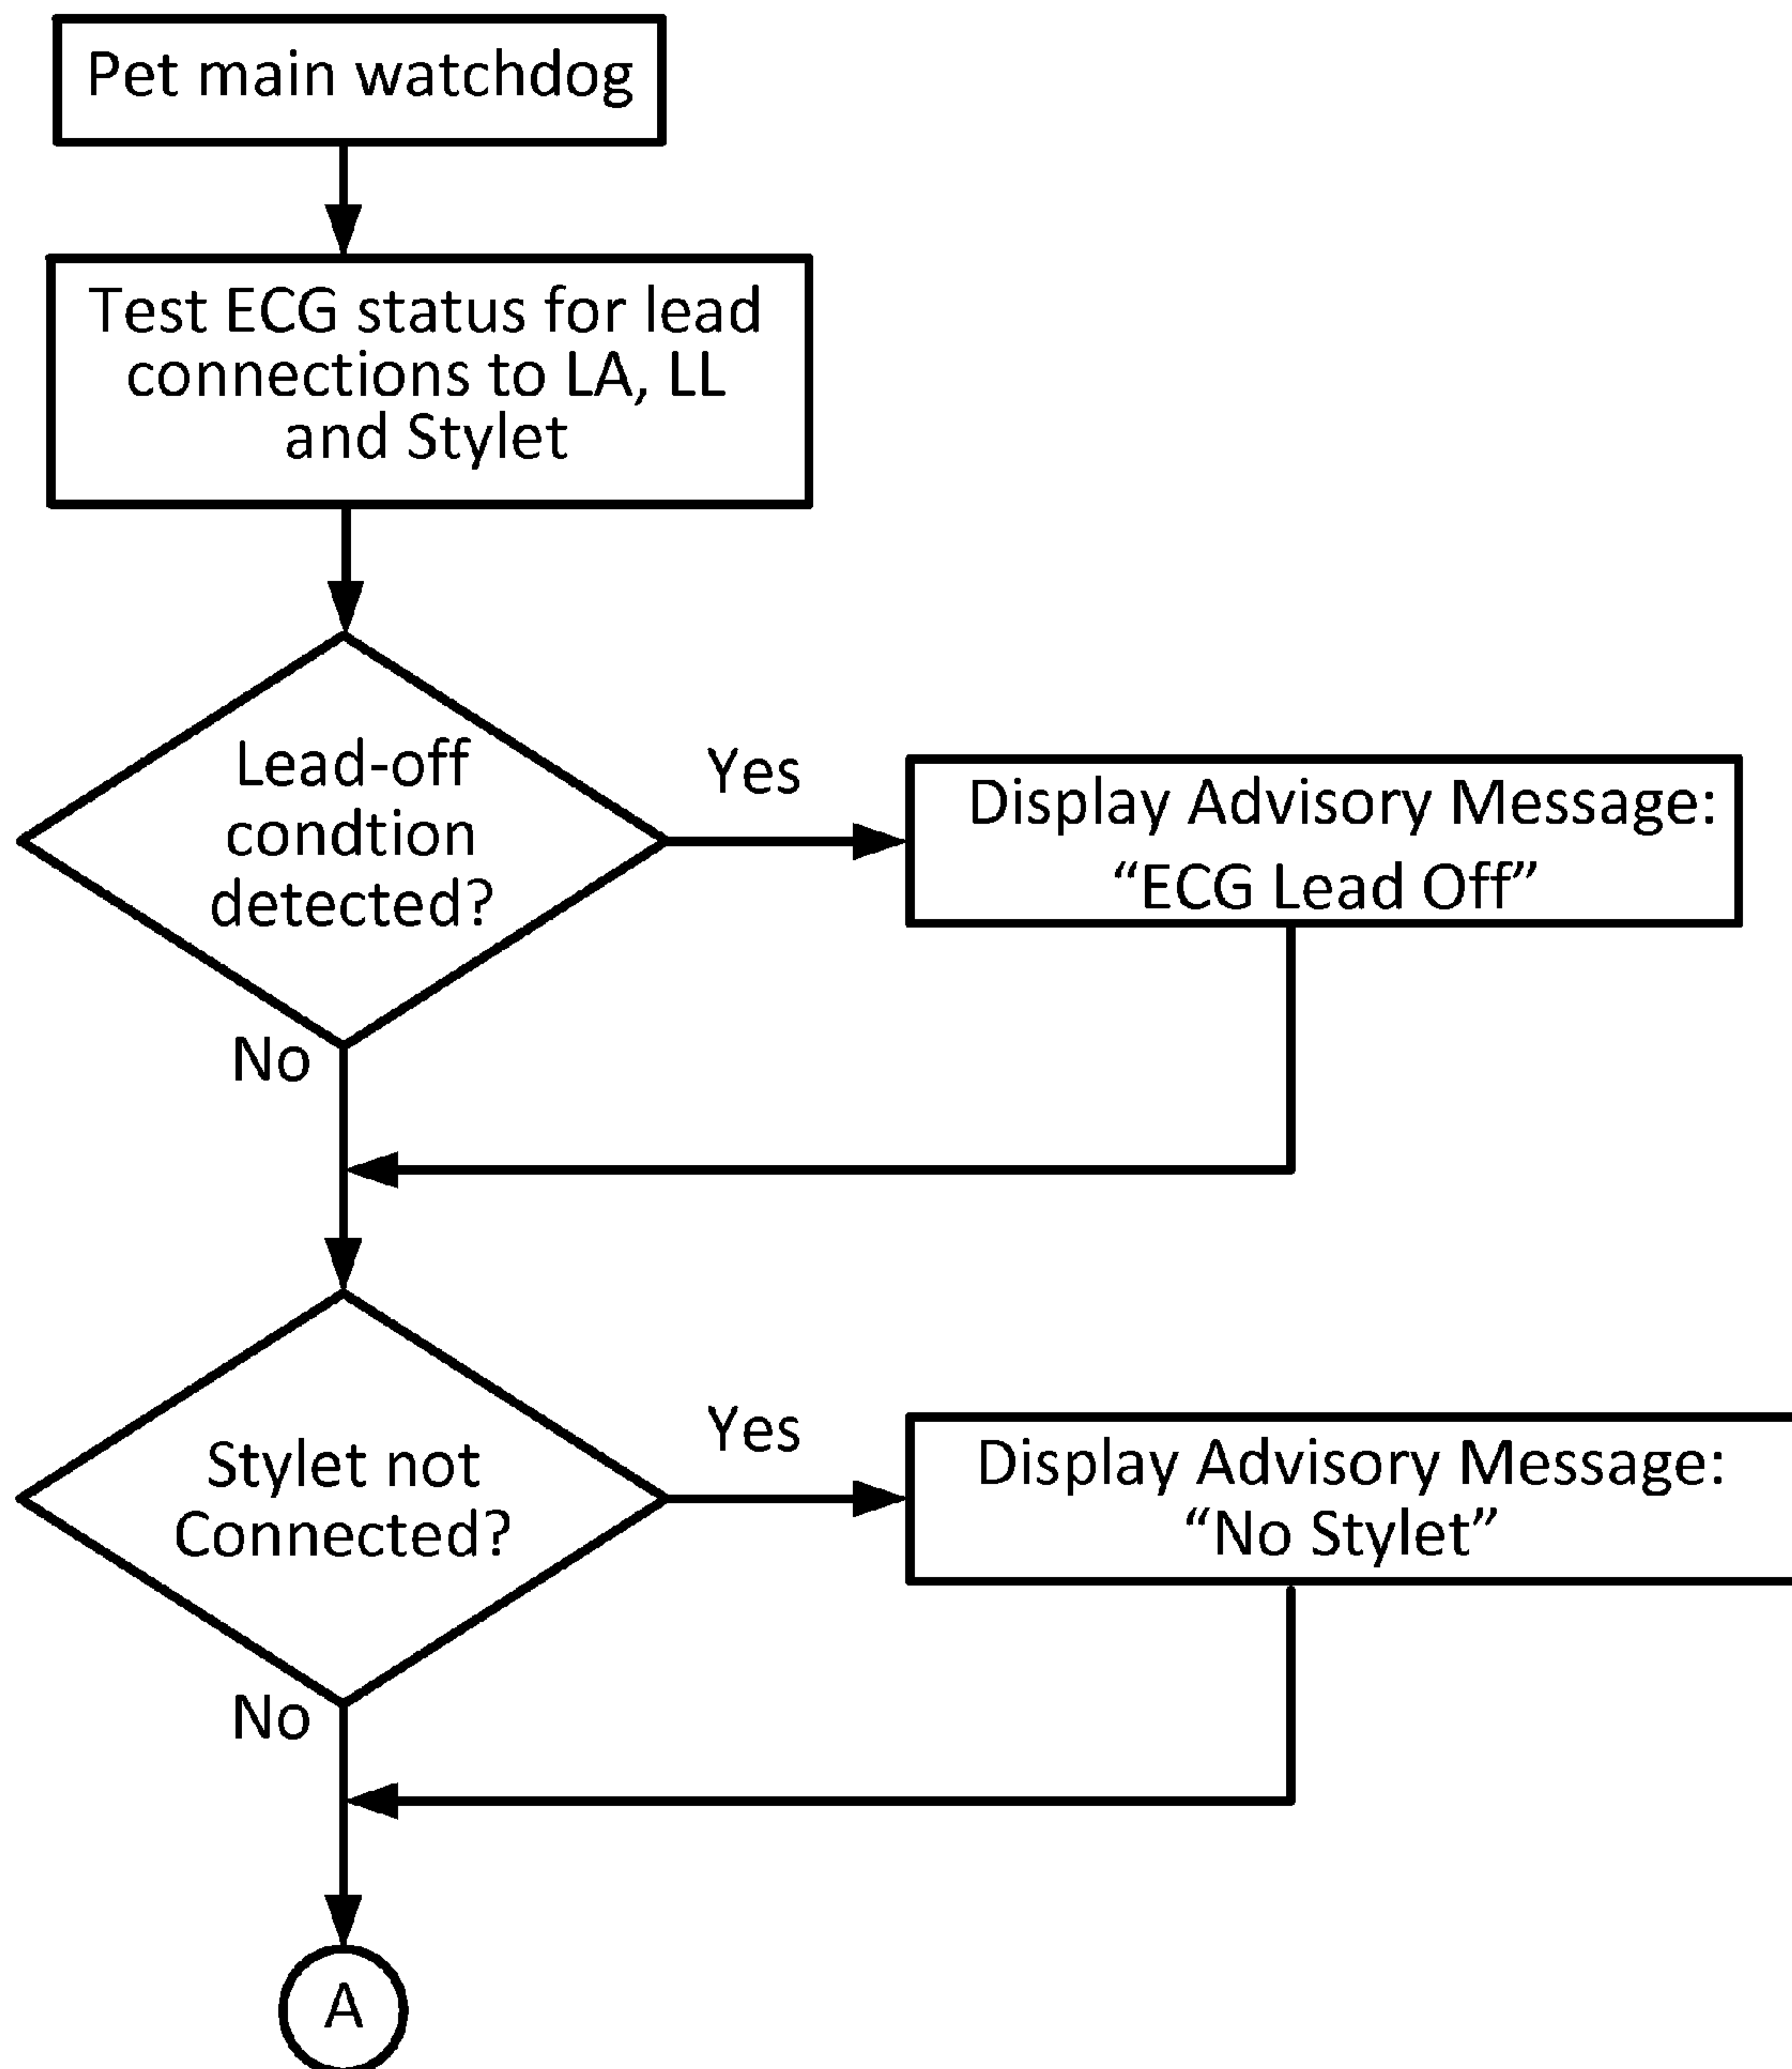 Pet main watchdog
Test ECG status for lead
connections to LA, LL
and Stylet
Lead-off
condtion
detected?
Yes
Display Advisory Message:
“ECG Lead Off”
No
Stylet not
Connected?
Yes
Display Advisory Message:
“No Stylet”
No
A